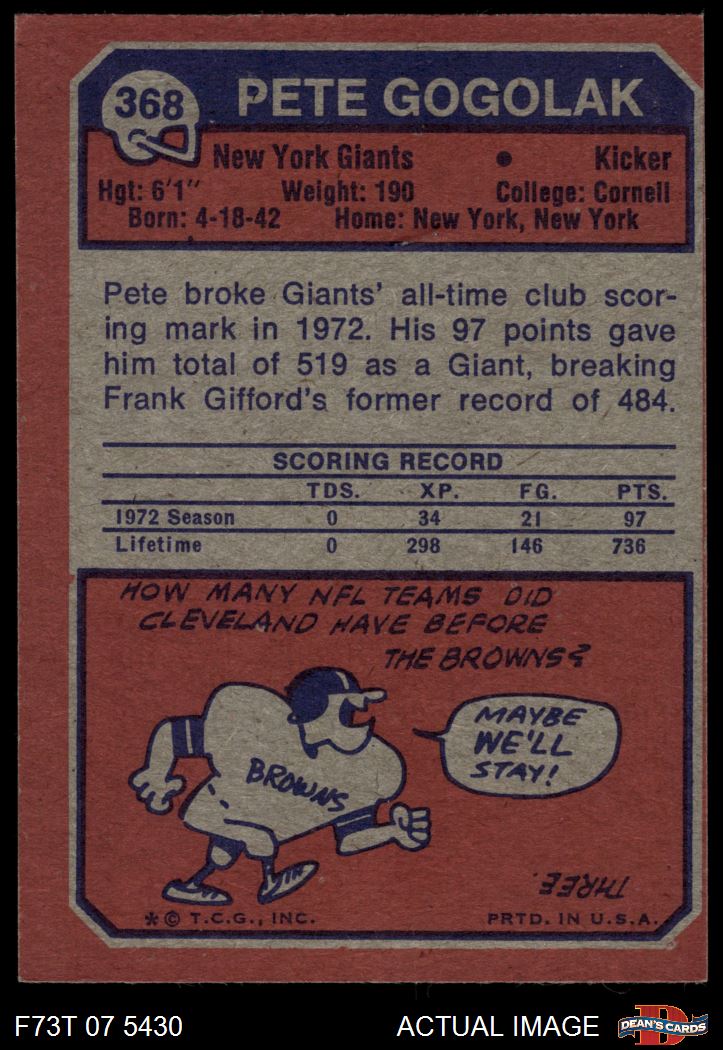 368 PETE GOGOLAK
New York Giants • Kicker
Hgt: 6'1" Weight: 190 College: Cornell
Born: 4-18-42 Home: New York, New York
Pete broke Giants' all-time club scor-
ing mark in 1972. His 97 points gave
him total of 519 as a Giant, breaking
Frank Gifford's former record of 484.
SCORING RECORD
TDS. XP. FG. PTS.
1972 Season 0 34 21 97
Lifetime 0 298 146 736
HOW MANY NFL TEAMS DID
CLEVELAND HAVE BEFORE
THE BROWNS?
MAYBE
WE'LL
STAY!
BROWNS
THREE.
* © T.C.G., INC. PRTD. IN U.S.A.
F73T 07 5430 ACTUAL IMAGE DEAN'S CARDS